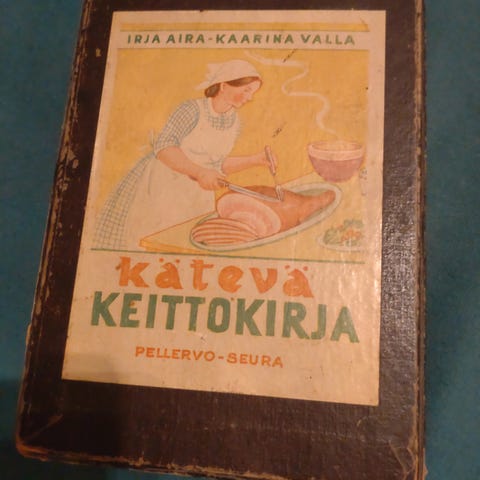 IRJA AIRA-KAARINA VALLA
kätevä
KEITTOKIRJA
PELLERVO-SEURA